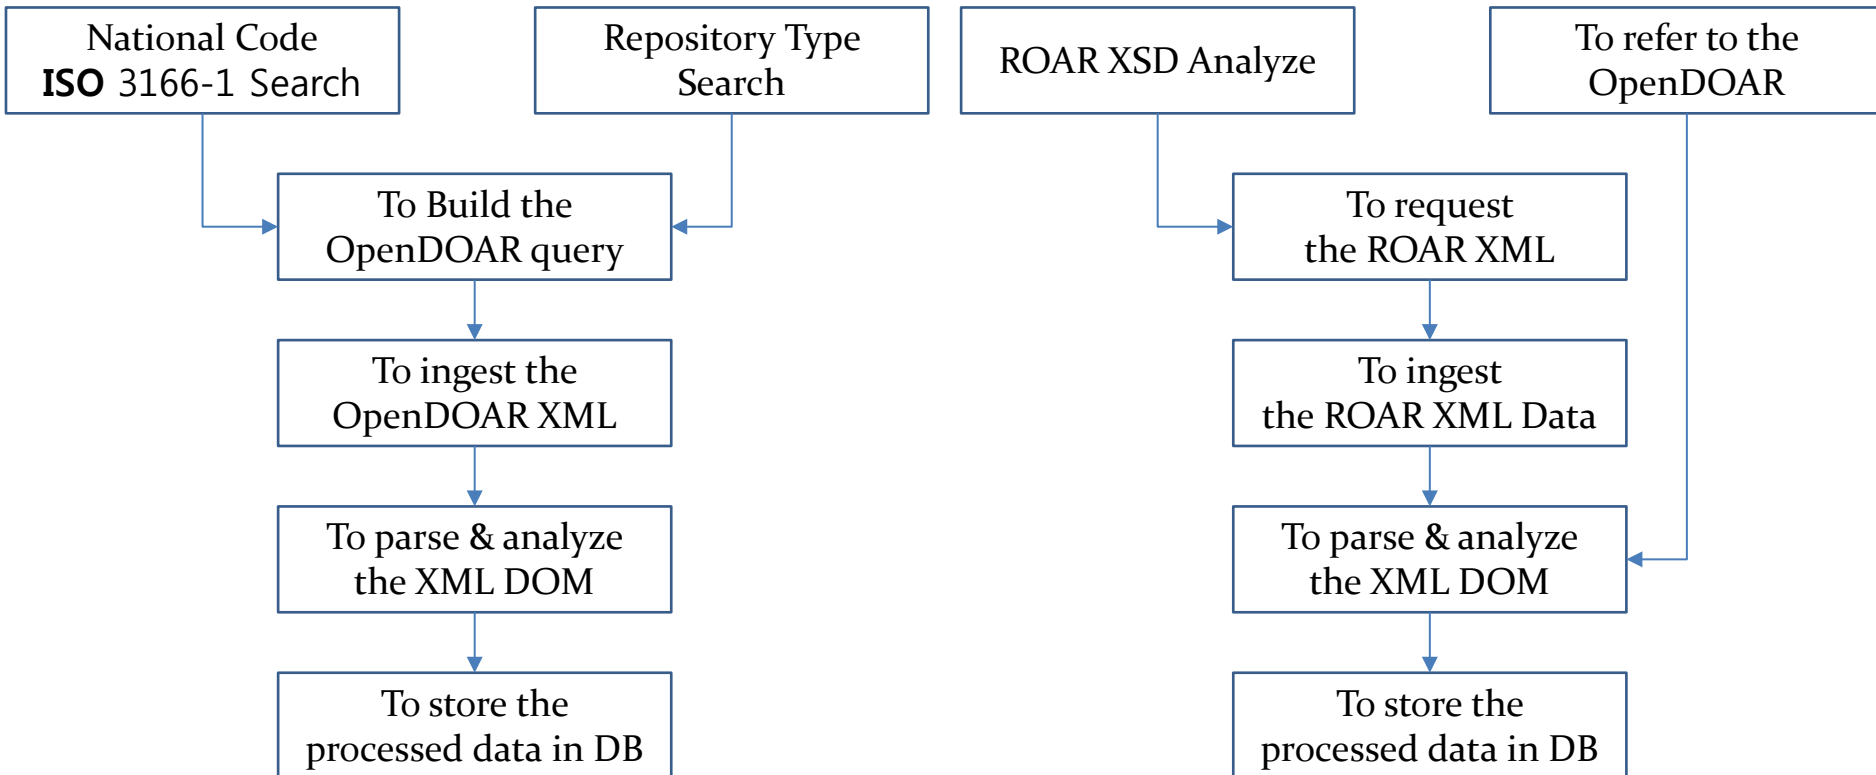 National Code
ISO 3166-1 Search
Repository Type
Search
ROAR XSD Analyze
To refer to the
OpenDOAR
To Build the
OpenDOAR query
To request
the ROAR XML
To ingest the
OpenDOAR XML
To ingest
the ROAR XML Data
To parse & analyze
the XML DOM
To parse & analyze
the XML DOM
To store the
processed data in DB
To store the
processed data in DB